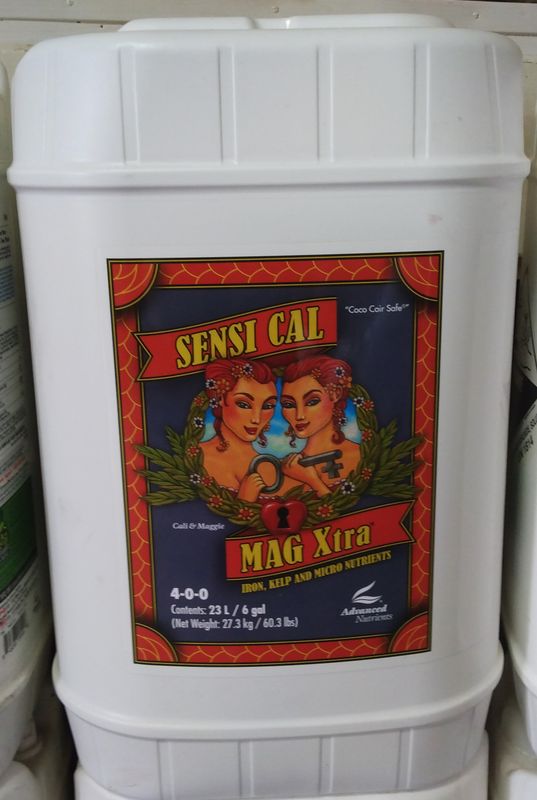 SENSI CAL
"Coco Coir Safe®"
Cali & Maggie
MAG Xtra
IRON, KELP AND MICRO NUTRIENTS
4-0-0
Contents: 23 L / 6 gal
(Net Weight: 27.3 kg / 60.3 lbs)
Advanced
Nutrients